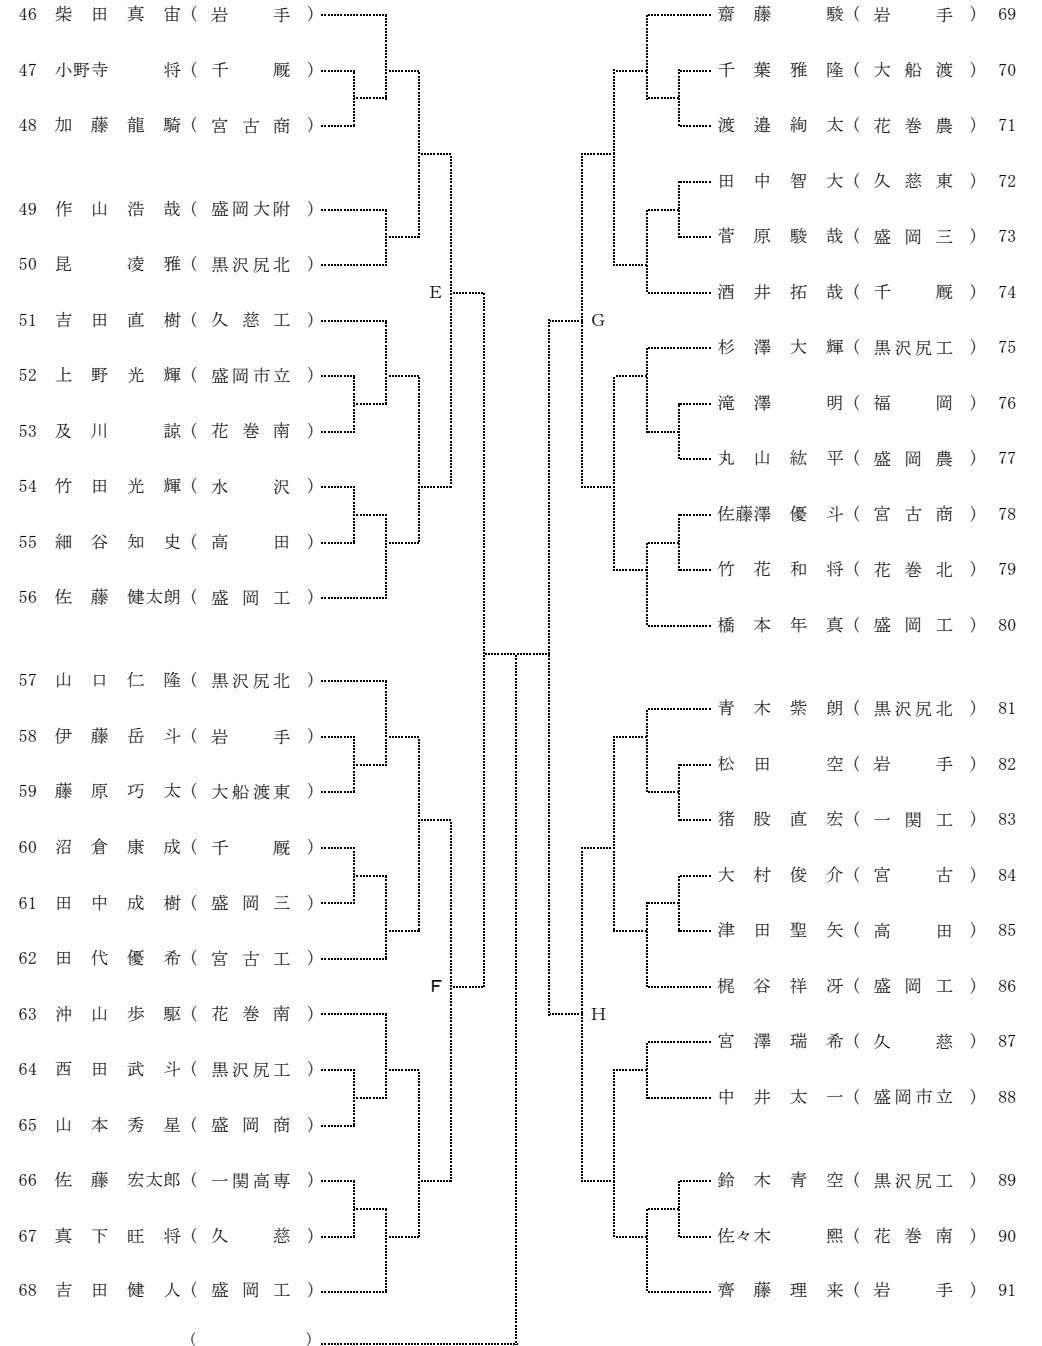 46 柴田真宙 ( 岩手 )
47 小野寺将 ( 千厩 )
48 加藤龍騎 ( 宮古商 )
49 作山浩哉 ( 盛岡大附 )
50 昆凌雅 ( 黒沢尻北 )
E
51 吉田直樹 ( 久慈工 )
52 上野光輝 ( 盛岡市立 )
53 及川諒 ( 花巻南 )
54 竹田光輝 ( 水沢 )
55 細谷知史 ( 高田 )
56 佐藤健太朗 ( 盛岡工 )
57 山口仁隆 ( 黒沢尻北 )
58 伊藤岳斗 ( 岩手 )
59 藤原巧太 ( 大船渡東 )
60 沼倉康成 ( 千厩 )
61 田中成樹 ( 盛岡三 )
62 田代優希 ( 宮古工 )
F
63 沖山歩駆 ( 花巻南 )
64 西田武斗 ( 黒沢尻工 )
65 山本秀星 ( 盛岡商 )
66 佐藤宏太郎 ( 一関高専 )
67 真下旺将 ( 久慈 )
68 吉田健人 ( 盛岡工 )
( )
齋藤駿 ( 岩手 ) 69
千葉雅隆 ( 大船渡 ) 70
渡邉絢太 ( 花巻農 ) 71
田中智大 ( 久慈東 ) 72
菅原駿哉 ( 盛岡三 ) 73
酒井拓哉 ( 千厩 ) 74
G
杉澤大輝 ( 黒沢尻工 ) 75
滝澤明 ( 福岡 ) 76
丸山紘平 ( 盛岡農 ) 77
佐藤澤優斗 ( 宮古商 ) 78
竹花和将 ( 花巻北 ) 79
橋本年真 ( 盛岡工 ) 80
青木紫朗 ( 黒沢尻北 ) 81
松田空 ( 岩手 ) 82
猪股直宏 ( 一関工 ) 83
大村俊介 ( 宮古 ) 84
津田聖矢 ( 高田 ) 85
梶谷祥冴 ( 盛岡工 ) 86
H
宮澤瑞希 ( 久慈 ) 87
中井太一 ( 盛岡市立 ) 88
鈴木青空 ( 黒沢尻工 ) 89
佐々木熙 ( 花巻南 ) 90
齊藤理来 ( 岩手 ) 91